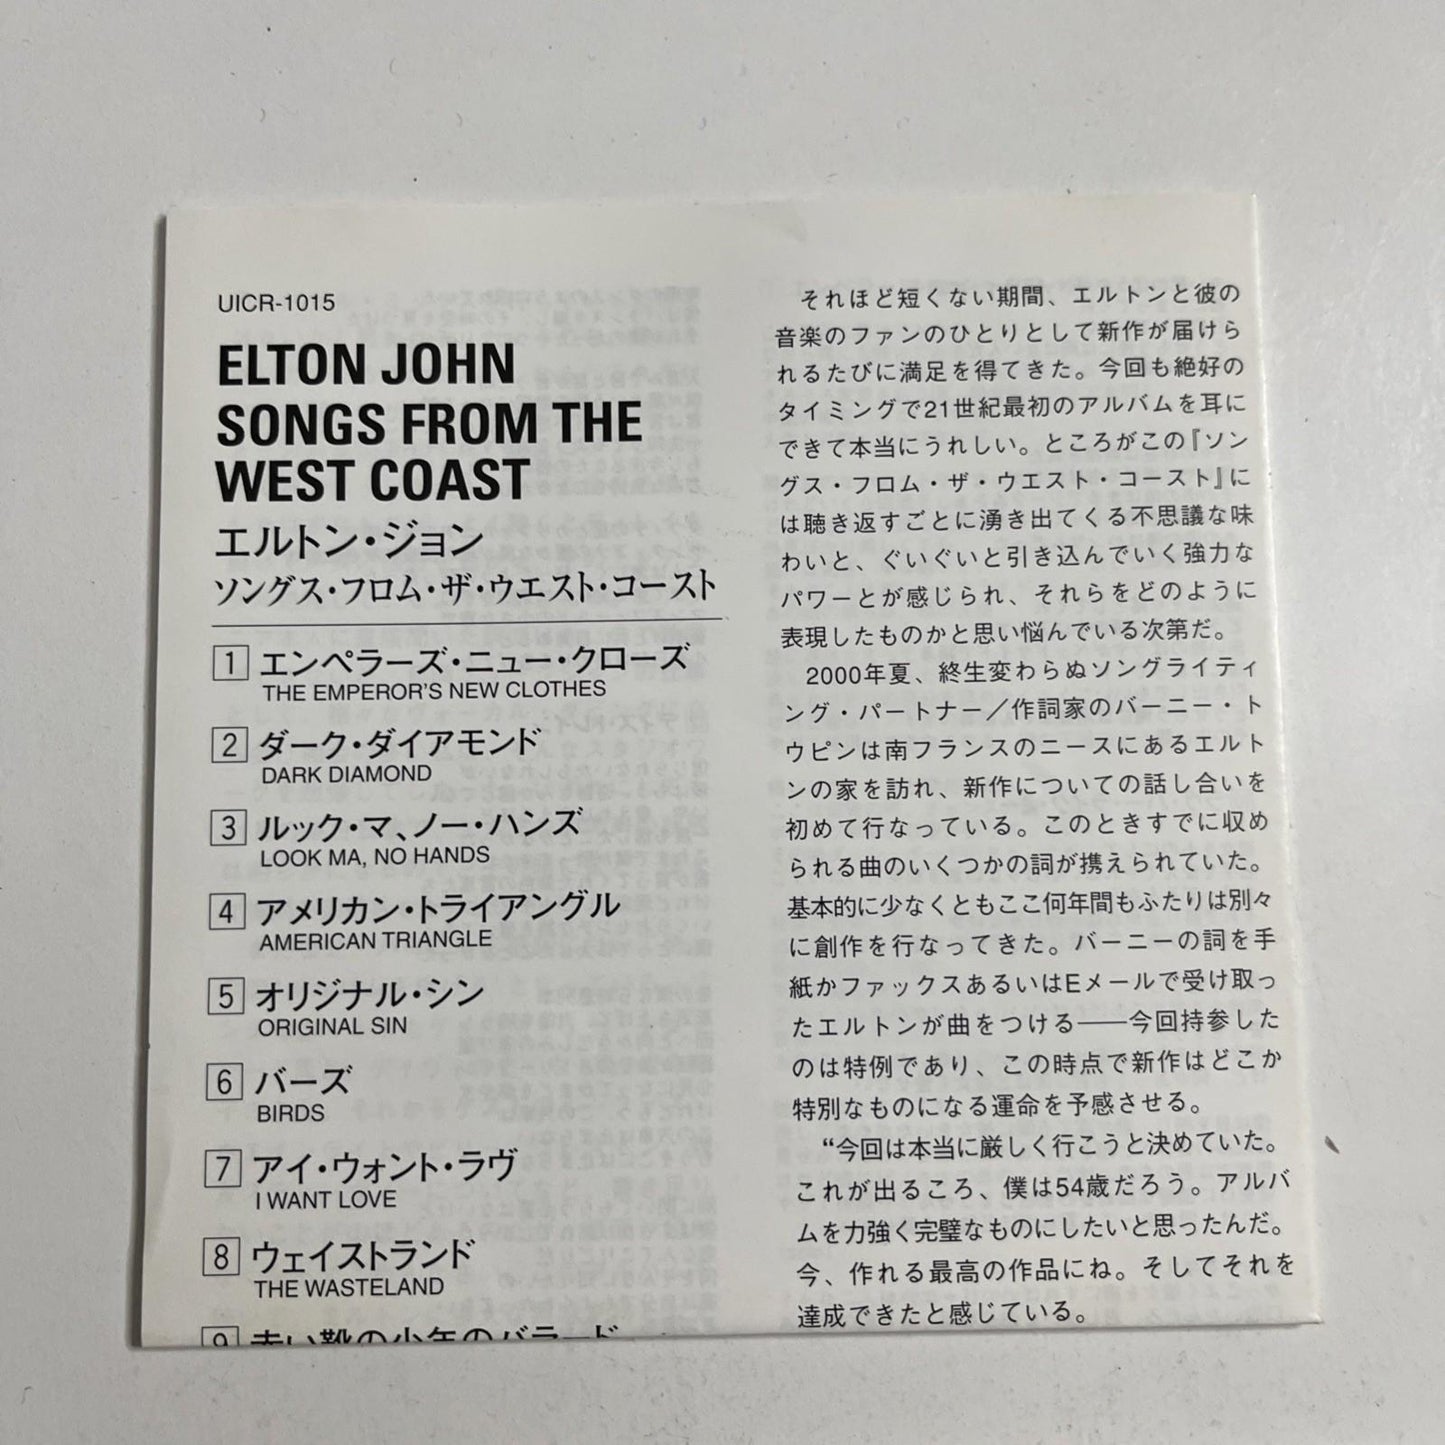 UICR-1015
ELTON JOHN
SONGS FROM THE
WEST COAST
エルトン・ジョン
ソングス・フロム・ザ・ウエスト・コースト
1 エンペラーズ・ニュー・クローズ
THE EMPEROR'S NEW CLOTHES
2 ダーク・ダイアモンド
DARK DIAMOND
3 ルック・マ、ノー・ハンズ
LOOK MA, NO HANDS
4 アメリカン・トライアングル
AMERICAN TRIANGLE
5 オリジナル・シン
ORIGINAL SIN
6 バーズ
BIRDS
7 アイ・ウォント・ラヴ
I WANT LOVE
8 ウェイストランド
THE WASTELAND
9 赤い靴の少年のバラード
それほど短くない期間、エルトンと彼の
音楽のファンのひとりとして新作が届けら
れるたびに満足を得てきた。今回も絶好の
タイミングで21世紀最初のアルバムを耳に
できて本当にうれしい。ところがこの『ソン
グス・フロム・ザ・ウエスト・コースト』に
は聴き返すごとに湧き出てくる不思議な味
わいと、ぐいぐいと引き込んでいく強力な
パワーとが感じられ、それらをどのように
表現したものかと思い悩んでいる次第だ。
2000年夏、終生変わらぬソングライティ
ング・パートナー／作詞家のバーニー・ト
ウピンは南フランスのニースにあるエルト
ンの家を訪れ、新作についての話し合いを
初めて行なっている。このときすでに収め
られる曲のいくつかの詞が携えられていた。
基本的に少なくともここ何年間もふたりは別々
に創作を行なってきた。バーニーの詞を手
紙かファックスあるいはEメールで受け取っ
たエルトンが曲をつける——今回持参した
のは特例であり、この時点で新作はどこか
特別なものになる運命を予感させる。
“今回は本当に厳しく行こうと決めていた。
これが出るころ、僕は54歳だろう。アルバ
ムを力強く完璧なものにしたいと思ったんだ。
今、作れる最高の作品にね。そしてそれを
達成できたと感じている。